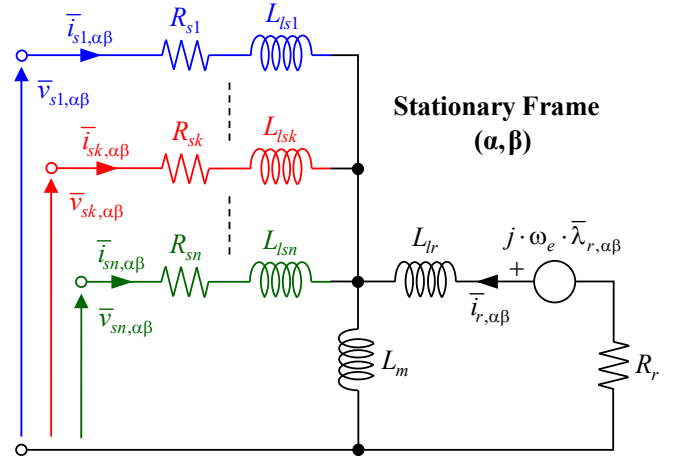 i̅s1,αβ
Rs1
Lls1
v̅s1,αβ
Stationary Frame
(α,β)
i̅sk,αβ
Rsk
Llsk
v̅sk,αβ
i̅sn,αβ
Rsn
Llsn
v̅sn,αβ
Llr
j·ωe·λ̅r,αβ
+
i̅r,αβ
Lm
Rr